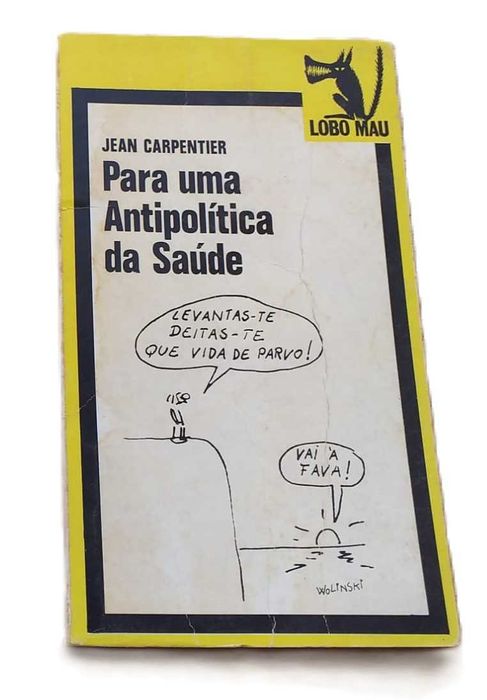 LOBO MAU
JEAN CARPENTIER
Para uma
Antipolítica
da Saúde
LEVANTAS-TE
DEITAS-TE
QUE VIDA DE PARVO!
VAI À
FAVA!
WOLINSKI